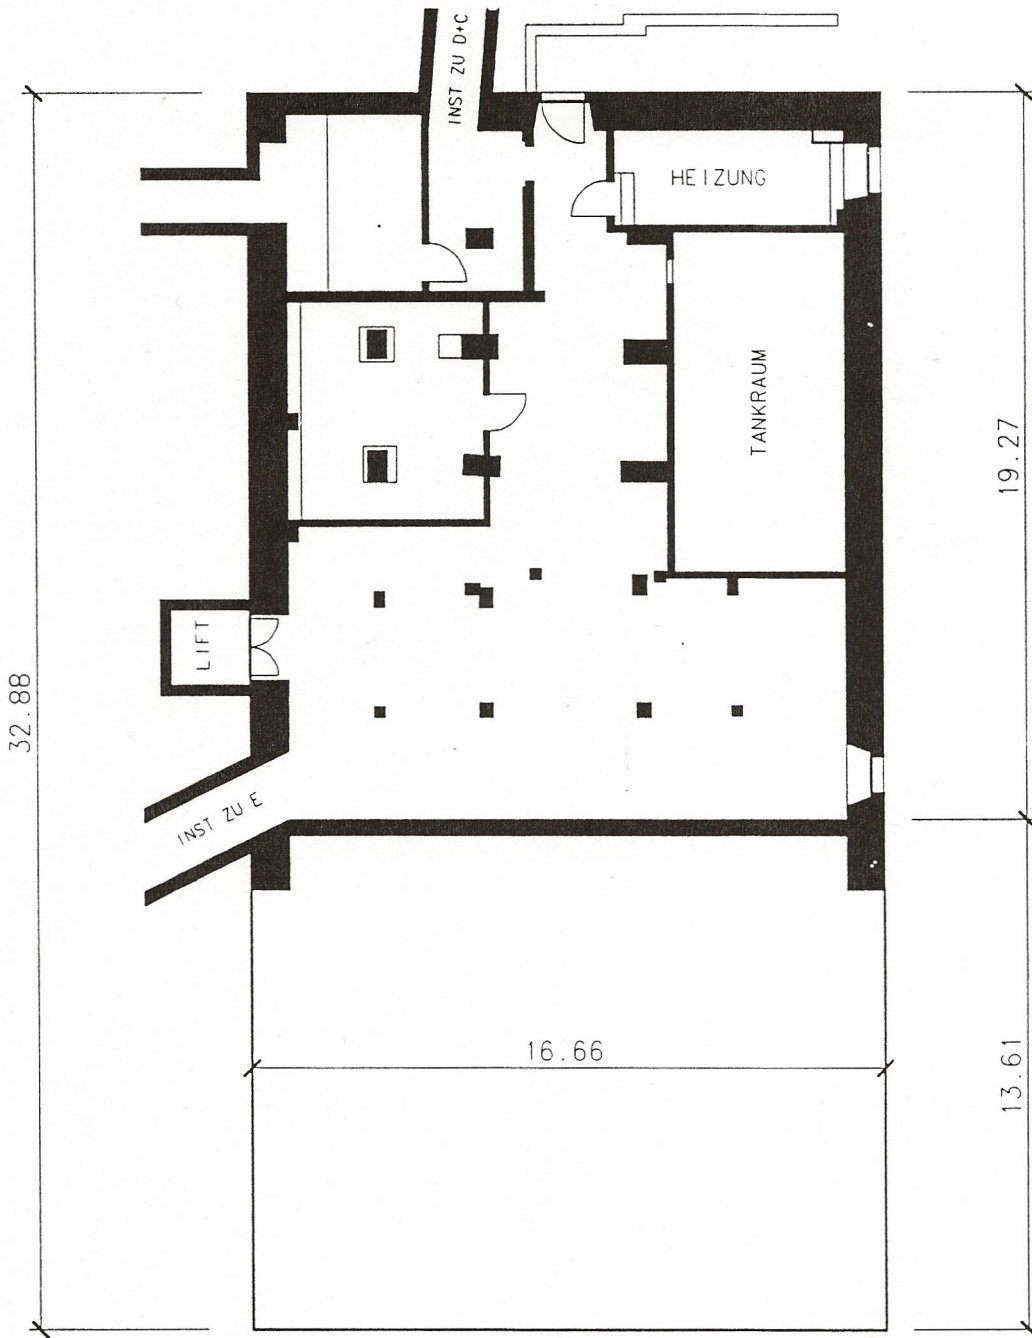 INST ZU D+C
HEIZUNG
TANKRAUM
19.27
LIFT
32.88
INST ZU E
16.66
13.61